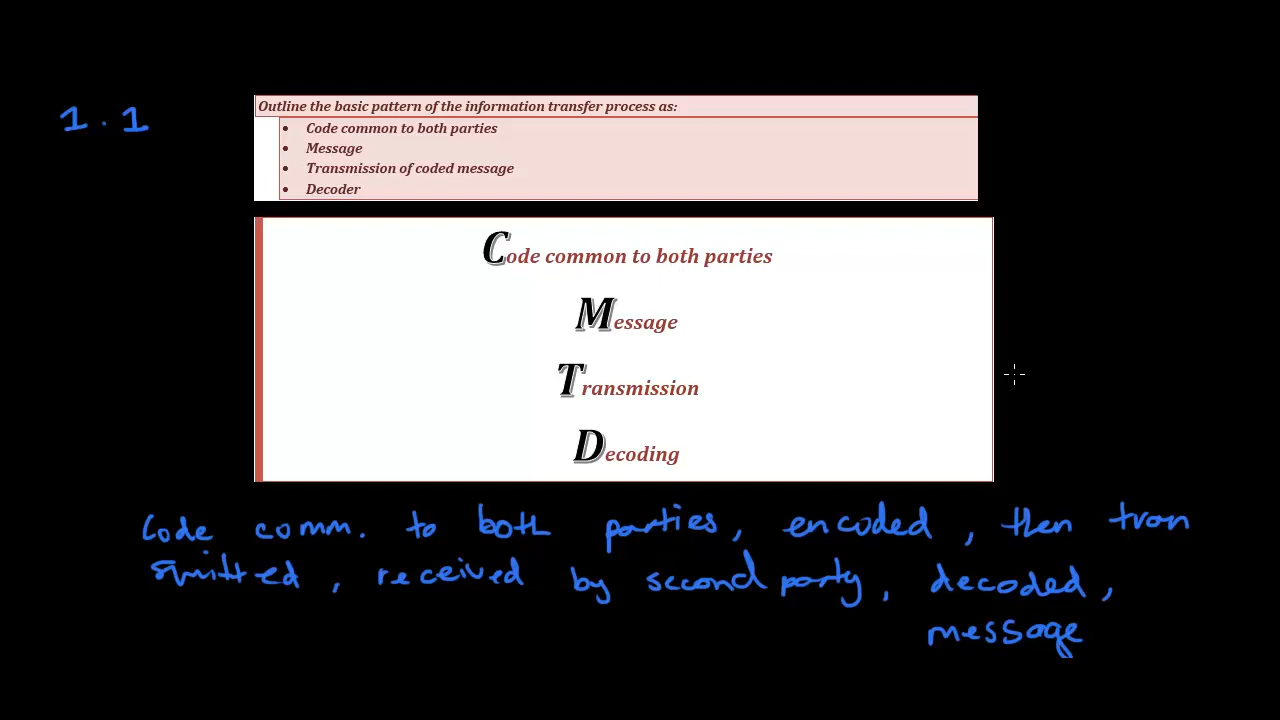 1.1
Outline the basic pattern of the information transfer process as:
• Code common to both parties
• Message
• Transmission of coded message
• Decoder
Code common to both parties
Message
Transmission
Decoding
Code comm. to both parties, encoded, then tran
smitted, received by second party, decoded,
message